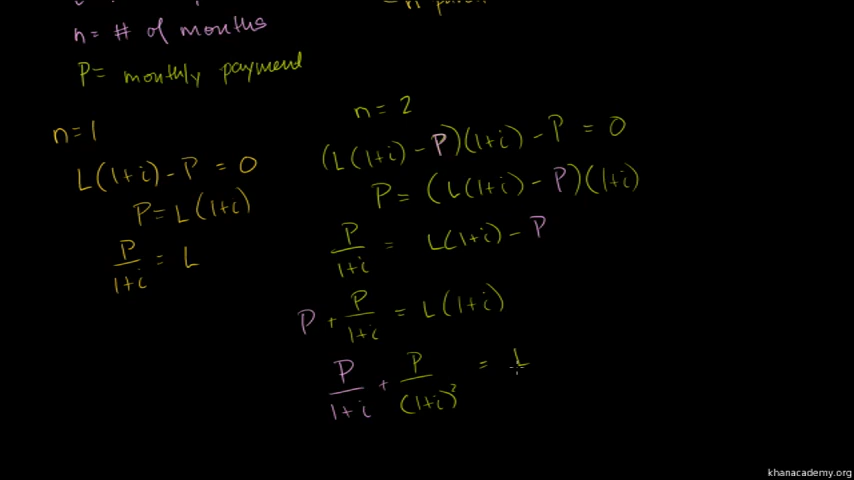 n = # of months
P = monthly payment
n = 1
L(1+i) - P = 0
P = L(1+i)
P/(1+i) = L
n = 2
(L(1+i) - P)(1+i) - P = 0
P = (L(1+i) - P)(1+i)
P/(1+i) = L(1+i) - P
P + P/(1+i) = L(1+i)
P/(1+i) + P/(1+i)² = L
khanacademy.org